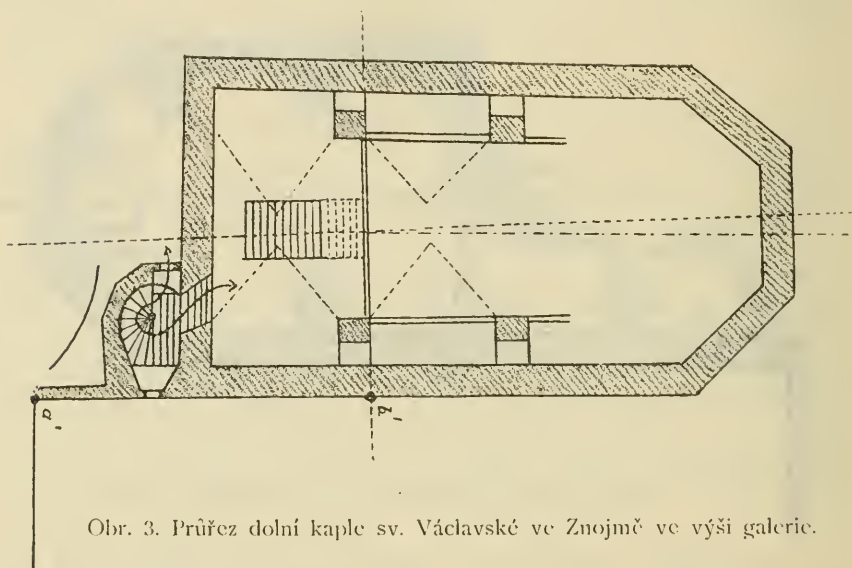 a'
b'
Obr. 3. Průřez dolní kaple sv. Václavské ve Znojmě ve výši galerie.